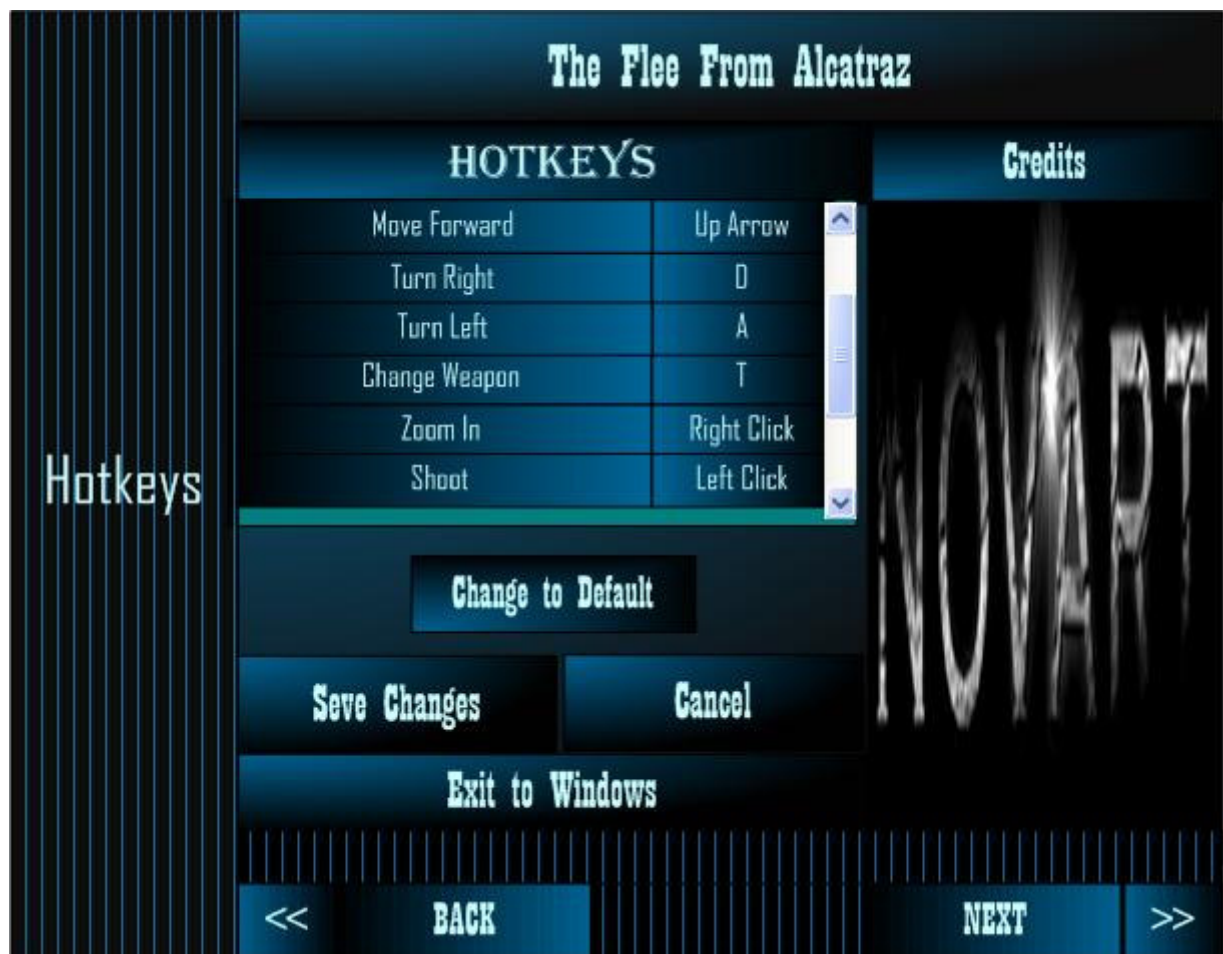 The Flee From Alcatraz
HOTKEYS
Credits
Move Forward Up Arrow
Turn Right D
Turn Left A
Change Weapon T
Zoom In Right Click
Shoot Left Click
Hotkeys
NOVART
Change to Default
Seve Changes
Cancel
Exit to Windows
<< BACK
NEXT >>